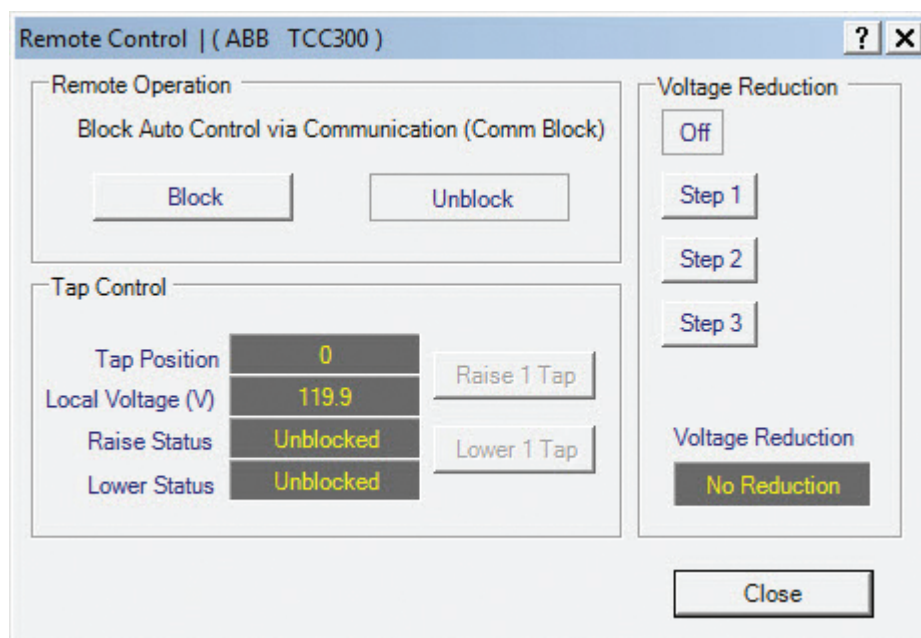 Remote Control | ( ABB TCC300 )
? X
Remote Operation
Block Auto Control via Communication (Comm Block)
Block Unblock
Tap Control
Tap Position 0
Local Voltage (V) 119.9
Raise Status Unblocked
Lower Status Unblocked
Raise 1 Tap
Lower 1 Tap
Voltage Reduction
Off
Step 1
Step 2
Step 3
Voltage Reduction
No Reduction
Close